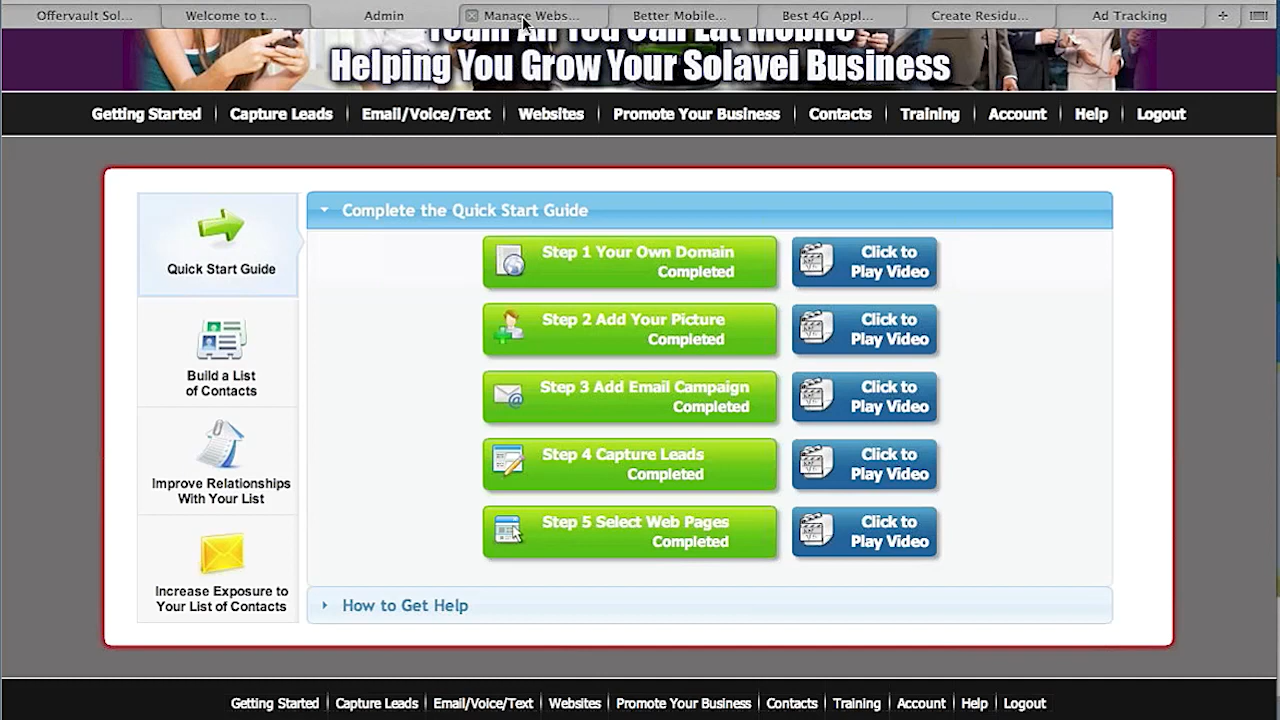 Offervault Sol... Welcome to t... Admin Manage Webs... Better Mobile... Best 4G Appl... Create Residu... Ad Tracking
Team All You Can Eat Mobile
Helping You Grow Your Solavei Business
Getting Started Capture Leads Email/Voice/Text Websites Promote Your Business Contacts Training Account Help Logout
Quick Start Guide
Build a List
of Contacts
Improve Relationships
With Your List
Increase Exposure to
Your List of Contacts
Complete the Quick Start Guide
Step 1 Your Own Domain
Completed
Click to
Play Video
Step 2 Add Your Picture
Completed
Click to
Play Video
Step 3 Add Email Campaign
Completed
Click to
Play Video
Step 4 Capture Leads
Completed
Click to
Play Video
Step 5 Select Web Pages
Completed
Click to
Play Video
How to Get Help
Getting Started Capture Leads Email/Voice/Text Websites Promote Your Business Contacts Training Account Help Logout